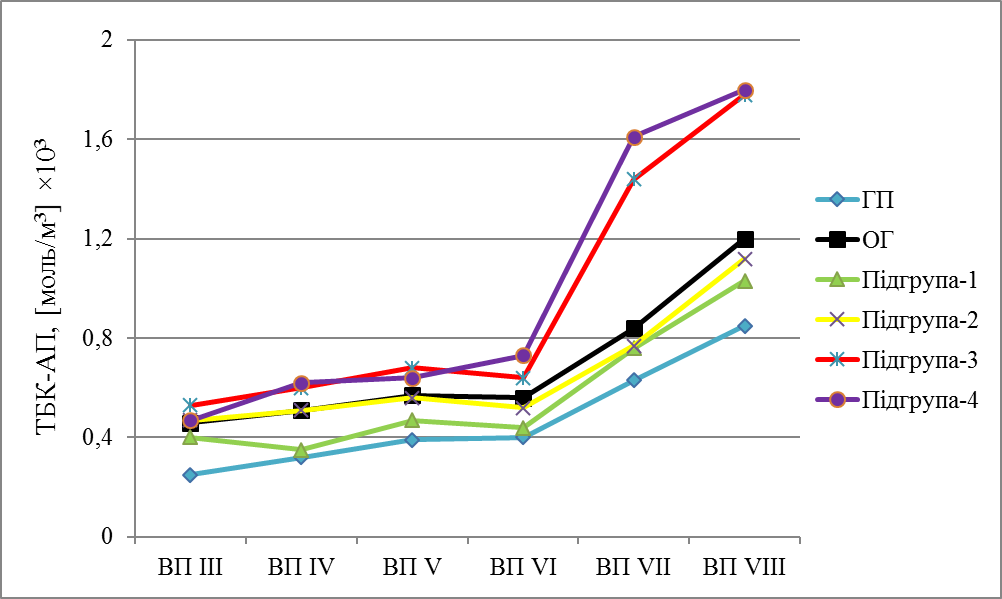 ТБК-АП, [моль/м³] ×10³
2
1,6
1,2
0,8
0,4
0
ВП III
ВП IV
ВП V
ВП VI
ВП VII
ВП VIII
ГП
ОГ
Підгрупа-1
Підгрупа-2
Підгрупа-3
Підгрупа-4